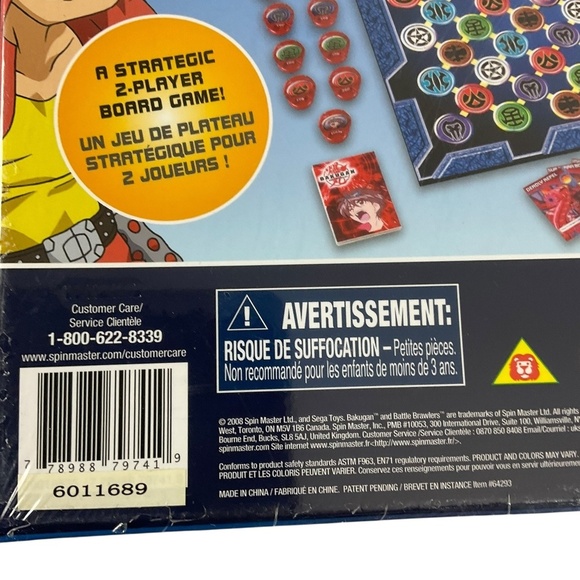 A STRATEGIC
2-PLAYER
BOARD GAME!
UN JEU DE PLATEAU
STRATÉGIQUE POUR
2 JOUEURS !
BAKUGAN
Customer Care/
Service Clientèle
1-800-622-8339
www.spinmaster.com/customercare
AVERTISSEMENT:
RISQUE DE SUFFOCATION – Petites pièces.
Non recommandé pour les enfants de moins de 3 ans.
© 2008 Spin Master Ltd., and Sega Toys. Bakugan™ and Battle Brawlers™ are trademarks of Spin Master Ltd. All rights
West, Toronto, ON M5V 1B6 Canada. Spin Master, Inc., PMB #10053, 300 International Drive, Suite 100, Williamsville, N
Bourne End, Bucks, SL8 5AJ, United Kingdom. Customer Service /Service Clientèle : 0870 850 8408 Email/Courriel : uk
spinmaster.com Site internet www.spinmaster.fr<http://www.spinmaster.fr/>.
Conforms to product safety standards ASTM F963, EN71 regulatory requirements, PRODUCT AND COLORS MAY VARY.
PRODUIT ET COULEURS PEUVENT VARIER. Conservez ces renseignements pour pouvoir vous en servir ultérieuremen
MADE IN CHINA / FABRIQUÉ EN CHINE. PATENT PENDING / BREVET EN INSTANCE Item #64293
7 78988 79741 9
6011689